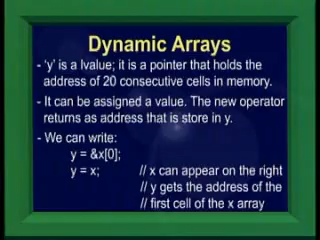 Dynamic Arrays
- ‘y’ is a lvalue; it is a pointer that holds the
address of 20 consecutive cells in memory.
- It can be assigned a value. The new operator
returns as address that is store in y.
- We can write:
y = &x[0];
y = x; // x can appear on the right
// y gets the address of the
// first cell of the x array